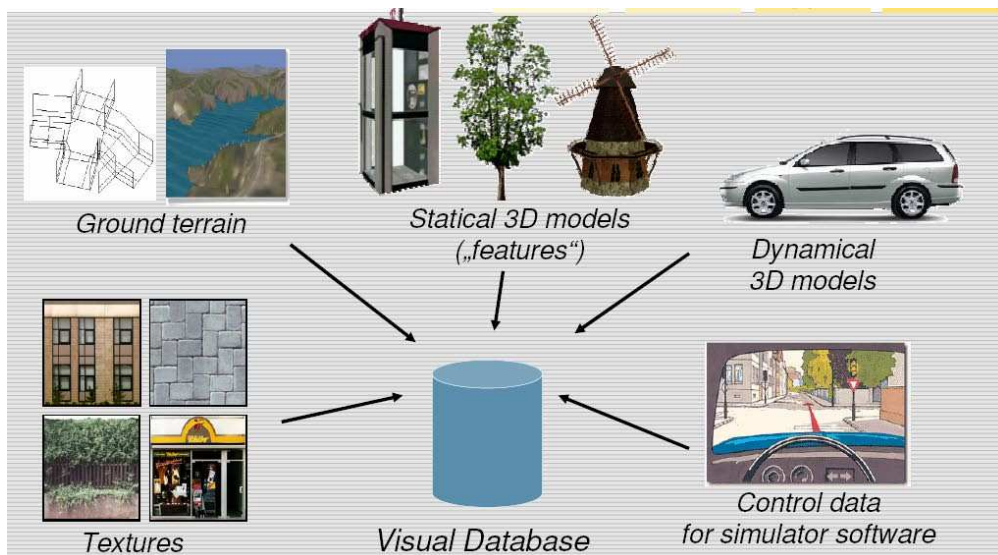 Ground terrain
Statical 3D models
(„features“)
Dynamical
3D models
Textures
Visual Database
Control data
for simulator software